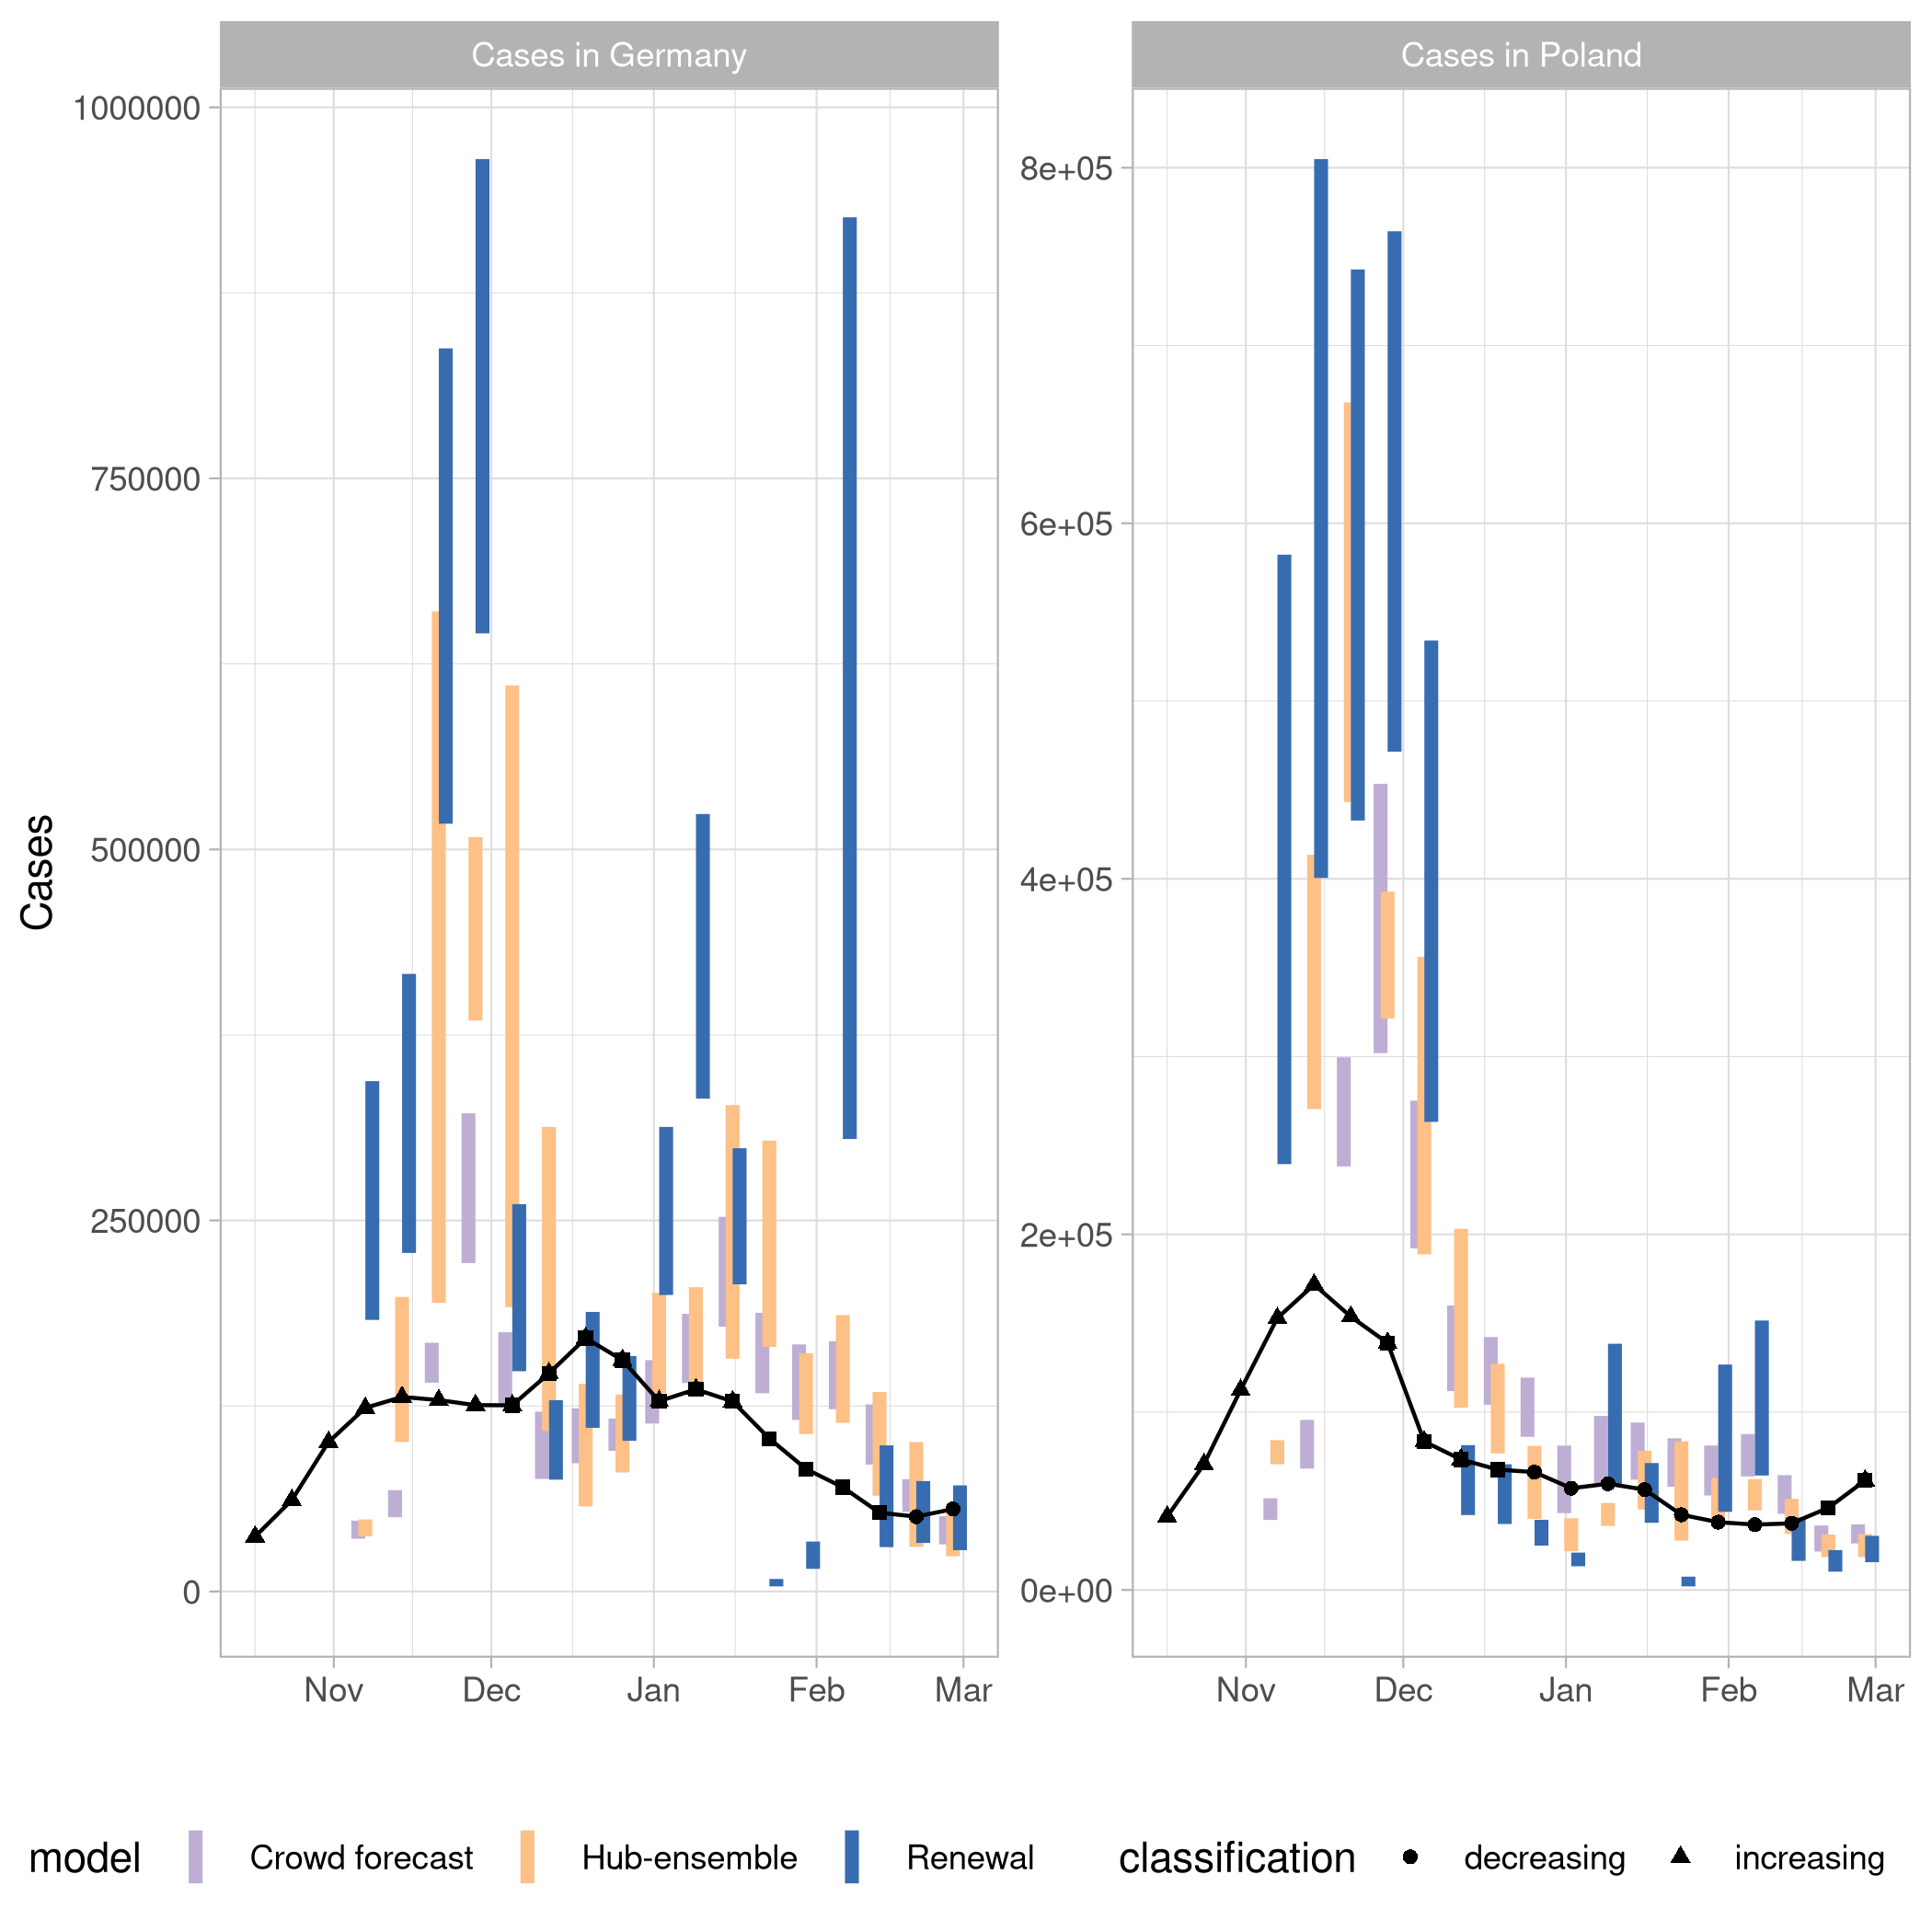 Cases in Germany
Cases in Poland
Cases
1000000
750000
500000
250000
0
8e+05
6e+05
4e+05
2e+05
0e+00
Nov Dec Jan Feb Mar
Nov Dec Jan Feb Mar
model Crowd forecast Hub-ensemble Renewal classification decreasing increasing